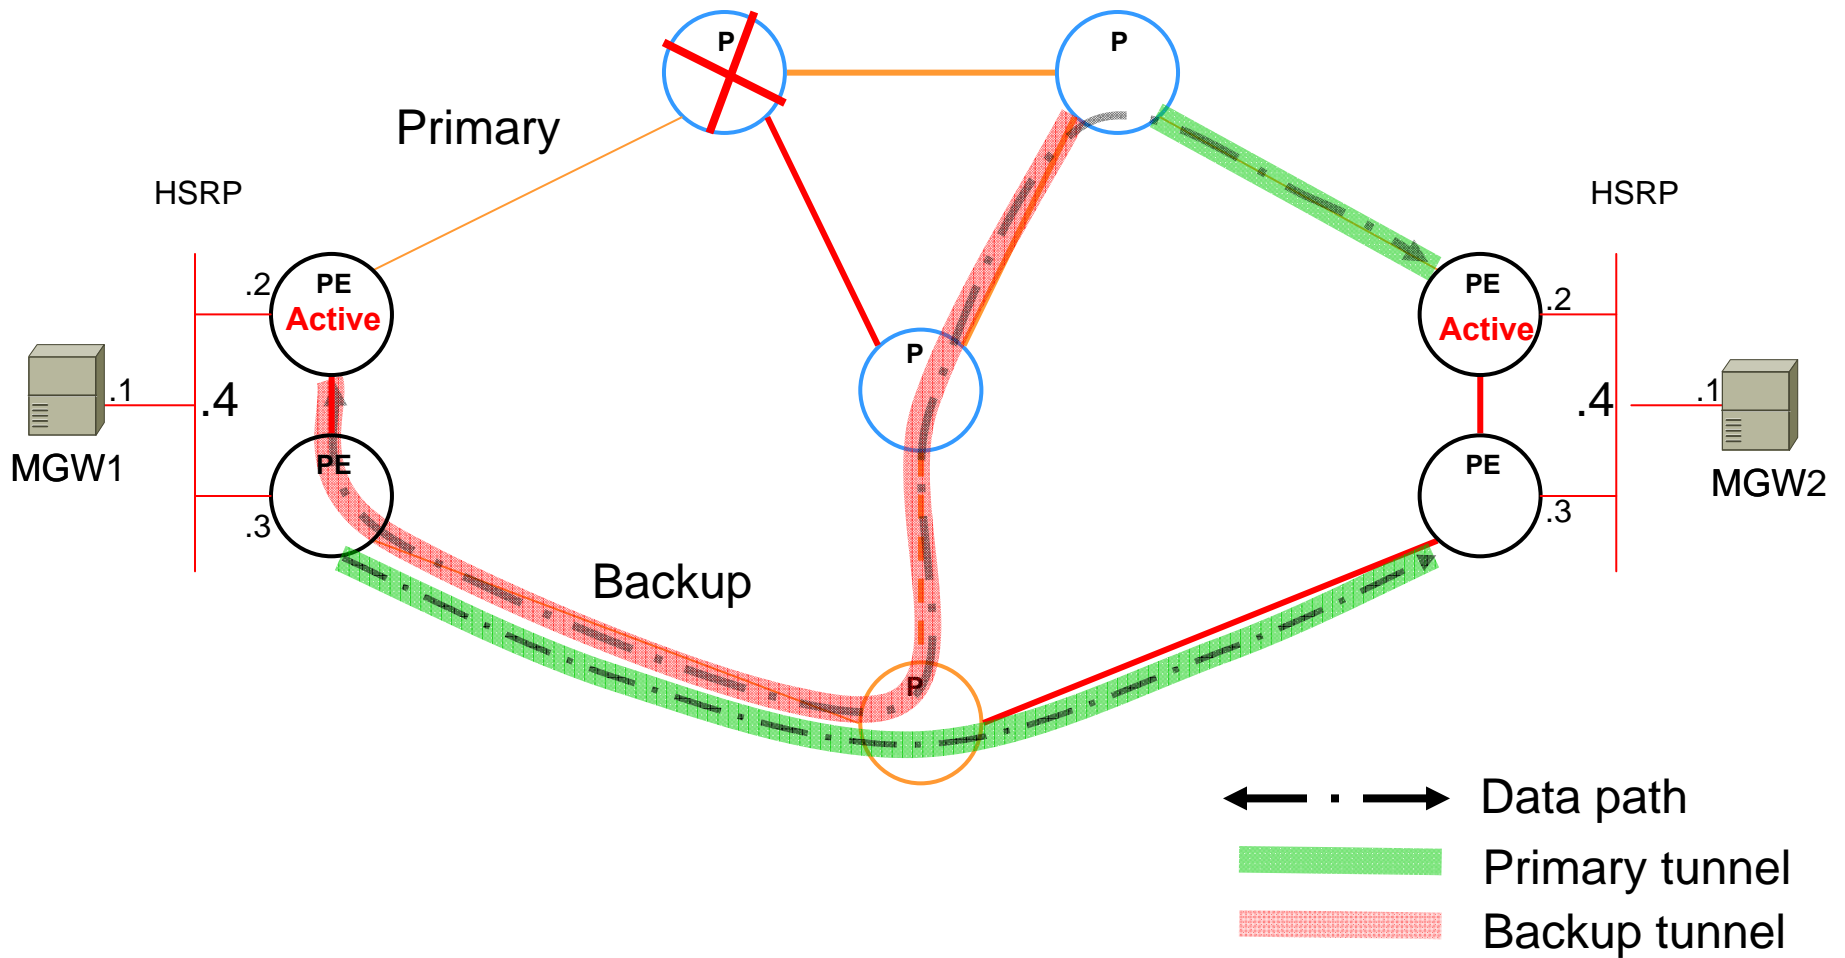 P
P
Primary
HSRP
HSRP
.2
PE
Active
PE
Active
.2
P
.1
.4
.4
.1
MGW1
PE
PE
MGW2
.3
.3
Backup
P
Data path
Primary tunnel
Backup tunnel